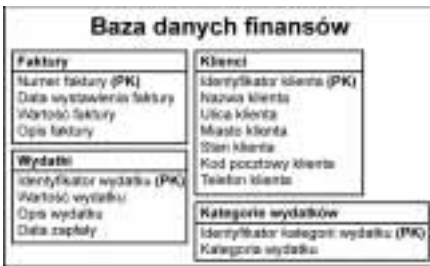 Baza danych finansów
Faktury
Numer faktury (PK)
Data wystawienia faktury
Wartość faktury
Opis faktury
Wydatki
Identyfikator wydatku (PK)
Wartość wydatku
Opis wydatku
Data zapłaty
Klienci
Identyfikator klienta (PK)
Nazwa klienta
Ulica klienta
Miasto klienta
Stan klienta
Kod pocztowy klienta
Telefon klienta
Kategorie wydatków
Identyfikator kategorii wydatku (PK)
Kategoria wydatku